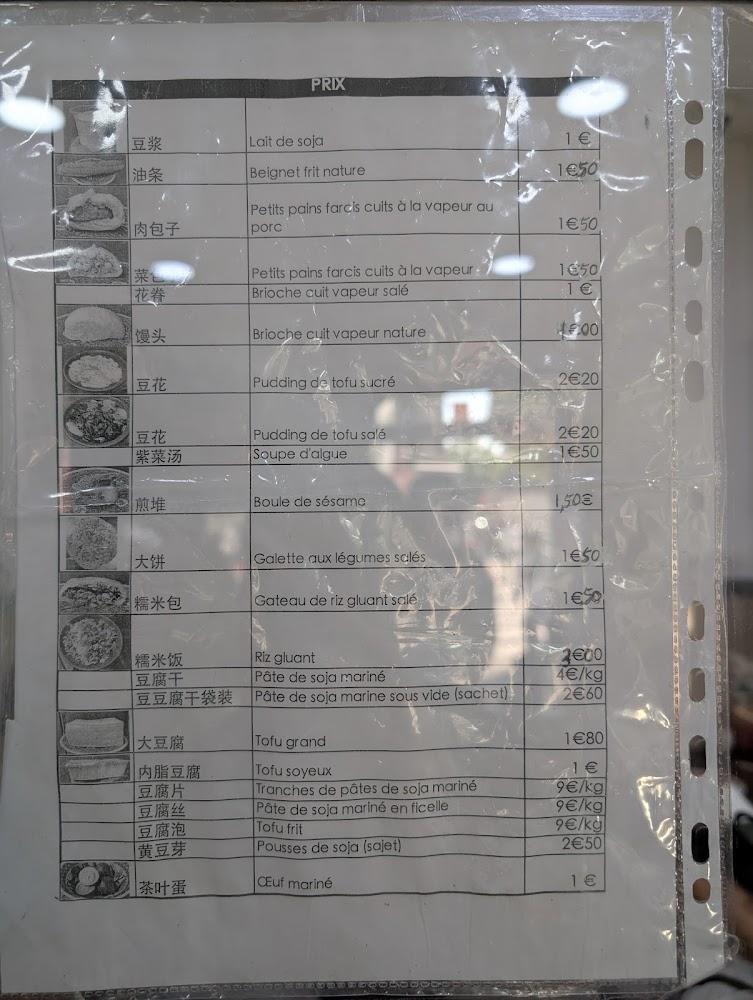 PRIX
豆浆 Lait de soja 1 €
油条 Beignet frit nature 1€50
肉包子 Petits pains farcis cuits à la vapeur au
porc 1€50
菜包 Petits pains farcis cuits à la vapeur 1€50
花眷 Brioche cuit vapeur salé 1 €
馒头 Brioche cuit vapeur nature 1€00
豆花 Pudding de tofu sucré 2€20
豆花 Pudding de tofu salé 2€20
紫菜汤 Soupe d'algue 1€50
煎堆 Boule de sésame 1,50€
大饼 Galette aux légumes salés 1€50
糯米包 Gateau de riz gluant salé 1€50
糯米饭 Riz gluant €00
豆腐干 Pâte de soja mariné 4€/kg
豆豆腐干袋装 Pâte de soja marine sous vide (sachet) 2€60
大豆腐 Tofu grand 1€80
内脂豆腐 Tofu soyeux 1 €
豆腐片 Tranches de pâtes de soja mariné 9€/kg
豆腐丝 Pâte de soja mariné en ficelle 9€/kg
豆腐泡 Tofu frit 9€/kg
黄豆芽 Pousses de soja (sajet) 2€50
茶叶蛋 Œuf mariné 1 €